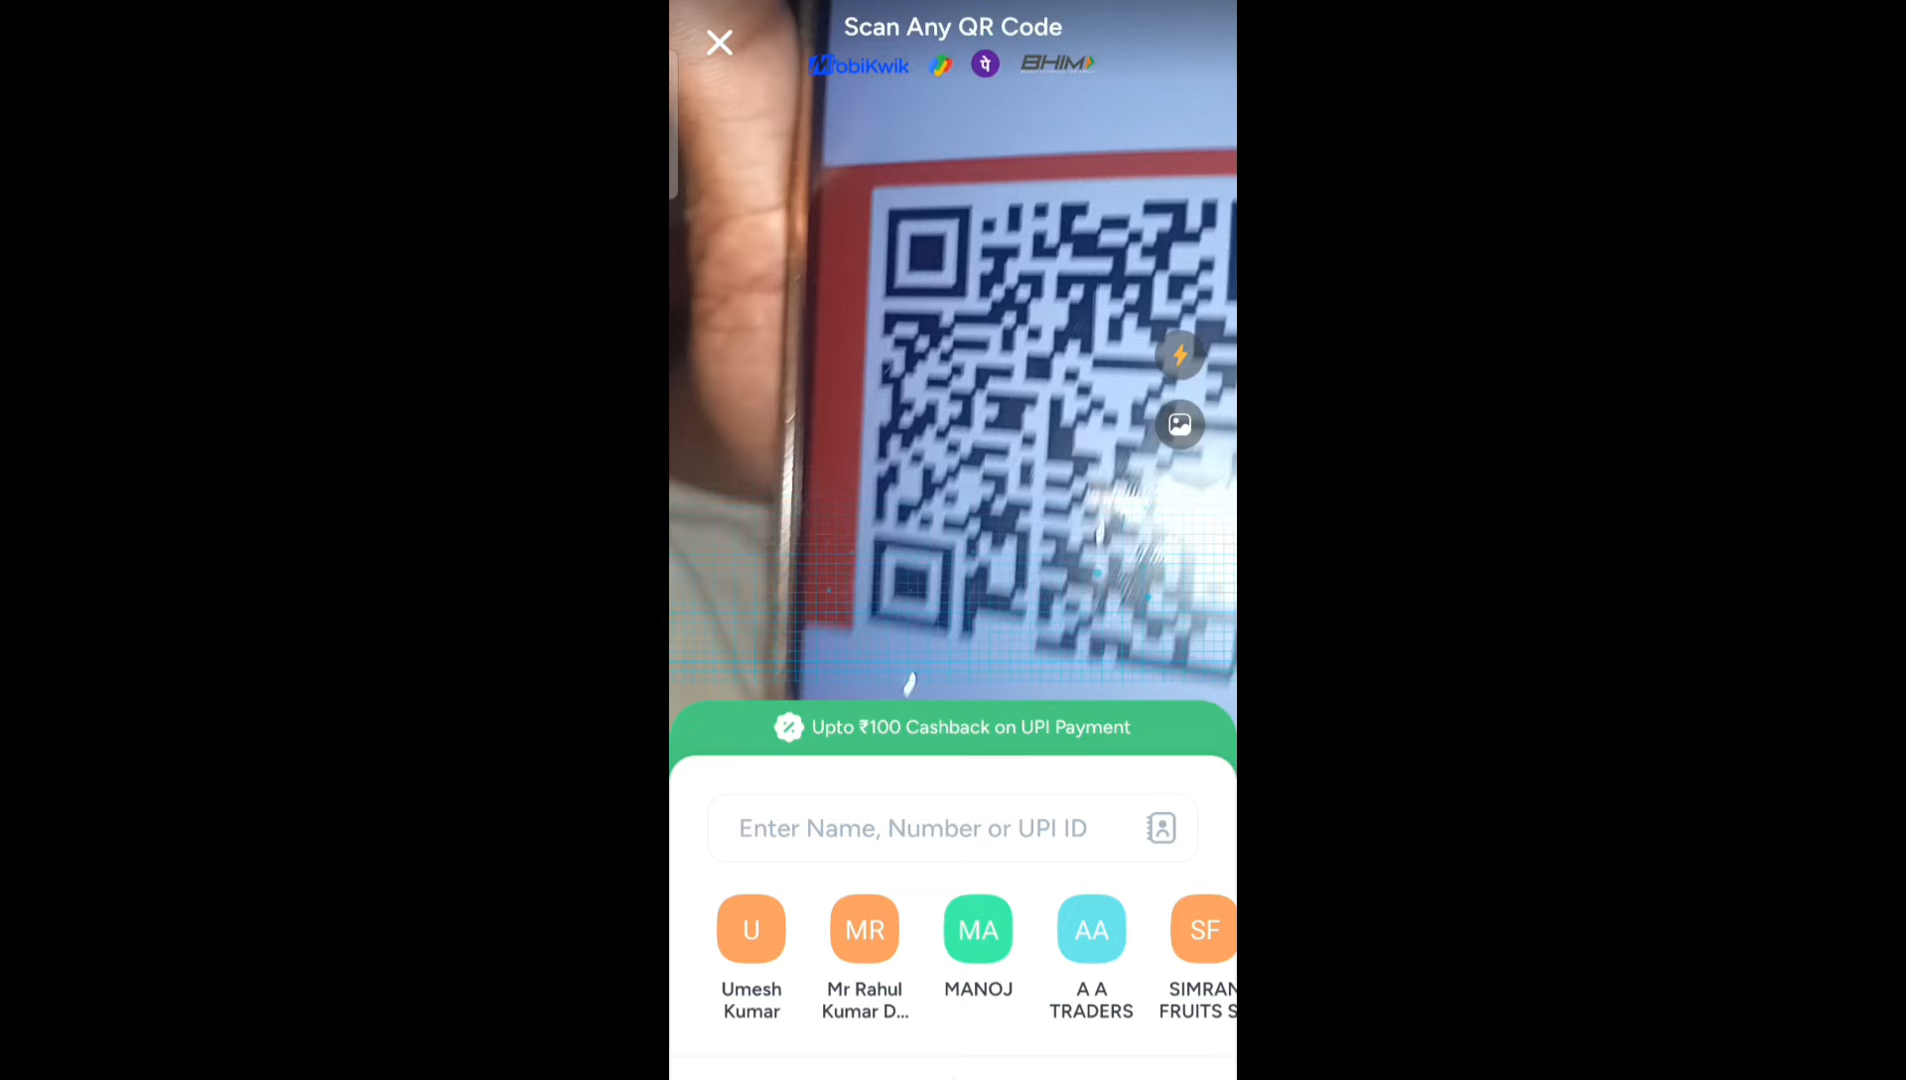 Scan Any QR Code
MobiKwik पे BHIM
Upto ₹100 Cashback on UPI Payment
Enter Name, Number or UPI ID
U MR MA AA SF
Umesh Kumar
Mr Rahul Kumar D...
MANOJ
A A TRADERS
SIMRAN FRUITS S